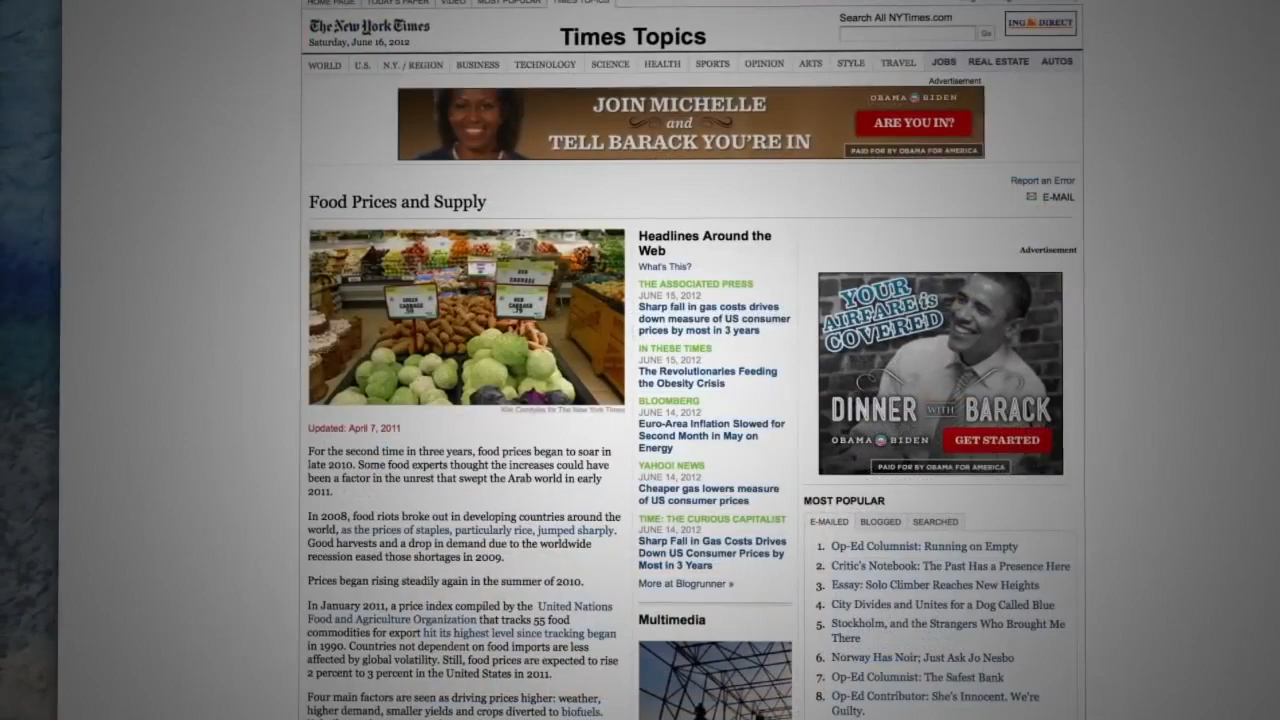 HOME PAGE
TODAY'S PAPER
VIDEO
MOST POPULAR
TIMES TOPICS
The New York Times
Saturday, June 16, 2012
Times Topics
Search All NYTimes.com
Go
ING DIRECT
WORLD
U.S.
N.Y. / REGION
BUSINESS
TECHNOLOGY
SCIENCE
HEALTH
SPORTS
OPINION
ARTS
STYLE
TRAVEL
JOBS
REAL ESTATE
AUTOS
Advertisement
JOIN MICHELLE
and
TELL BARACK YOU'RE IN
OBAMA BIDEN
ARE YOU IN?
PAID FOR BY OBAMA FOR AMERICA
Report an Error
E-MAIL
Food Prices and Supply
GREEN
CABBAGE
.59
RED
CABBAGE
.79
for The New York Times
Updated: April 7, 2011
For the second time in three years, food prices began to soar in
late 2010. Some food experts thought the increases could have
been a factor in the unrest that swept the Arab world in early
2011.
In 2008, food riots broke out in developing countries around the
world, as the prices of staples, particularly rice, jumped sharply.
Good harvests and a drop in demand due to the worldwide
recession eased those shortages in 2009.
Prices began rising steadily again in the summer of 2010.
In January 2011, a price index compiled by the United Nations
Food and Agriculture Organization that tracks 55 food
commodities for export hit its highest level since tracking began
in 1990. Countries not dependent on food imports are less
affected by global volatility. Still, food prices are expected to rise
2 percent to 3 percent in the United States in 2011.
Four main factors are seen as driving prices higher: weather,
higher demand, smaller yields and crops diverted to biofuels.
Headlines Around the
Web
What's This?
THE ASSOCIATED PRESS
JUNE 15, 2012
Sharp fall in gas costs drives
down measure of US consumer
prices by most in 3 years
IN THESE TIMES
JUNE 15, 2012
The Revolutionaries Feeding
the Obesity Crisis
BLOOMBERG
JUNE 14, 2012
Euro-Area Inflation Slowed for
Second Month in May on
Energy
YAHOO! NEWS
JUNE 14, 2012
Cheaper gas lowers measure
of US consumer prices
TIME: THE CURIOUS CAPITALIST
JUNE 14, 2012
Sharp Fall in Gas Costs Drives
Down US Consumer Prices by
Most in 3 Years
More at Blogrunner »
Multimedia
Advertisement
YOUR
AIRFARE is
COVERED
DINNER WITH BARACK
OBAMA BIDEN
GET STARTED
PAID FOR BY OBAMA FOR AMERICA
MOST POPULAR
E-MAILED
BLOGGED
SEARCHED
1. Op-Ed Columnist: Running on Empty
2. Critic's Notebook: The Past Has a Presence Here
3. Essay: Solo Climber Reaches New Heights
4. City Divides and Unites for a Dog Called Blue
5. Stockholm, and the Strangers Who Brought Me
There
6. Norway Has Noir; Just Ask Jo Nesbo
7. Op-Ed Columnist: The Safest Bank
8. Op-Ed Contributor: She's Innocent. We're
Guilty.